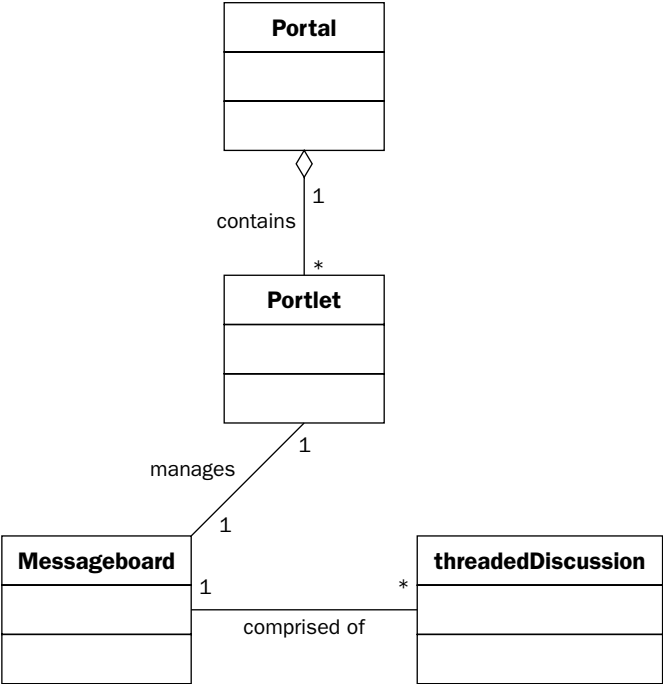 Portal
1
contains
*
Portlet
1
manages
1
Messageboard
threadedDiscussion
1
*
comprised of